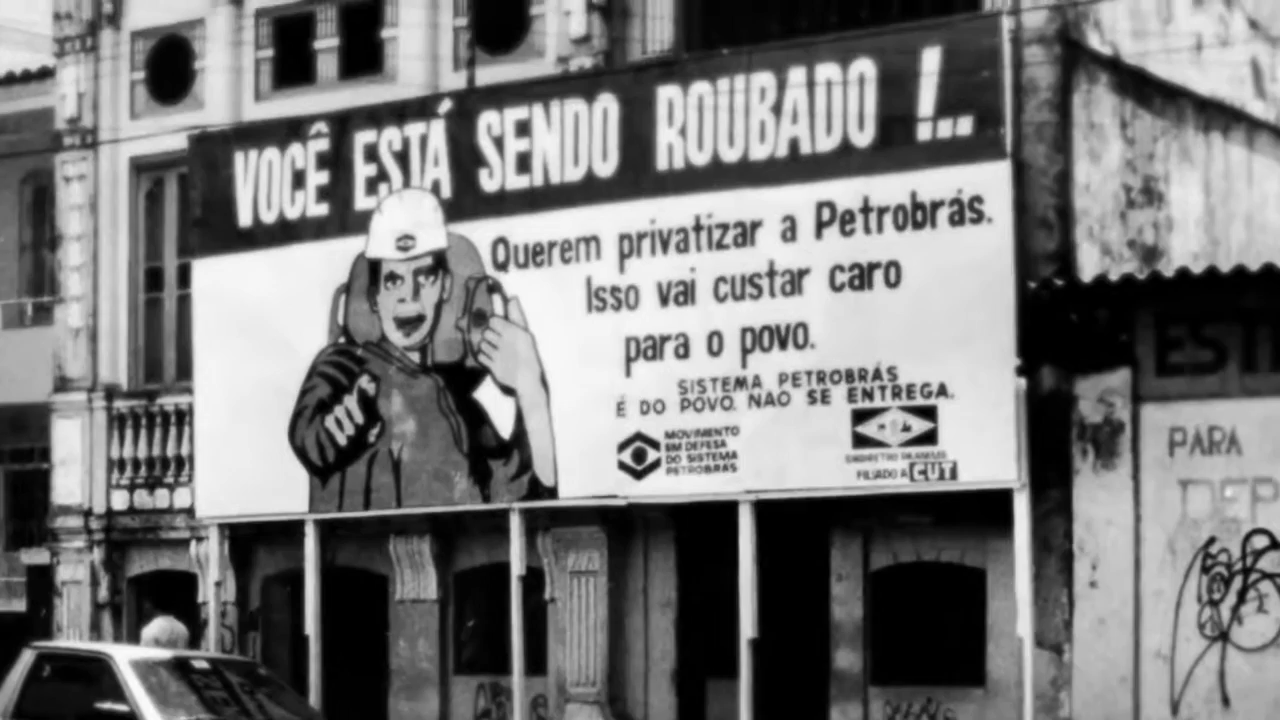 VOCÊ ESTÁ SENDO ROUBADO !..
Querem privatizar a Petrobrás.
Isso vai custar caro
para o povo.
SISTEMA PETROBRÁS
É DO POVO. NÃO SE ENTREGA.
MOVIMENTO
EM DEFESA
DO SISTEMA
PETROBRÁS
FILIADO A CUT
PARA